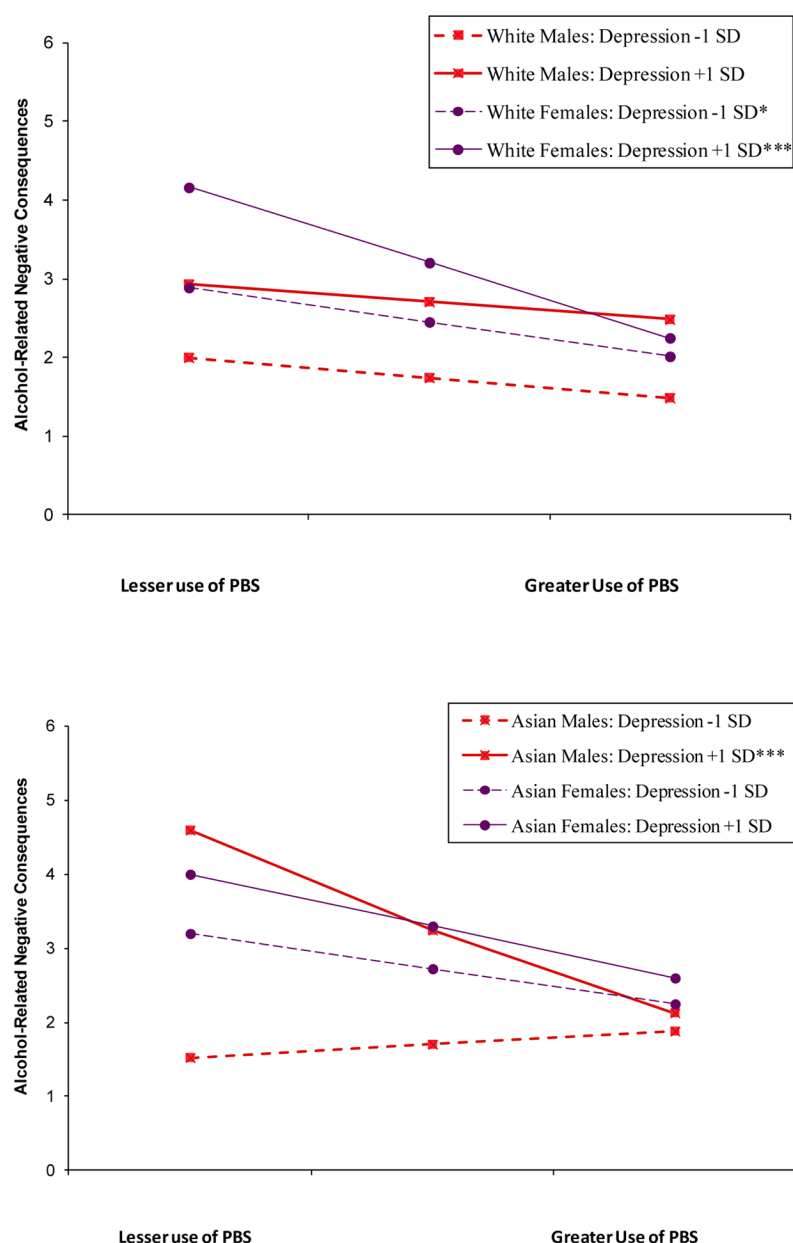 6
5
4
3
2
1
0
Alcohol-Related Negative Consequences
White Males: Depression -1 SD
White Males: Depression +1 SD
White Females: Depression -1 SD*
White Females: Depression +1 SD***
Lesser use of PBS
Greater Use of PBS
6
5
4
3
2
1
0
Alcohol-Related Negative Consequences
Asian Males: Depression -1 SD
Asian Males: Depression +1 SD***
Asian Females: Depression -1 SD
Asian Females: Depression +1 SD
Lesser use of PBS
Greater Use of PBS